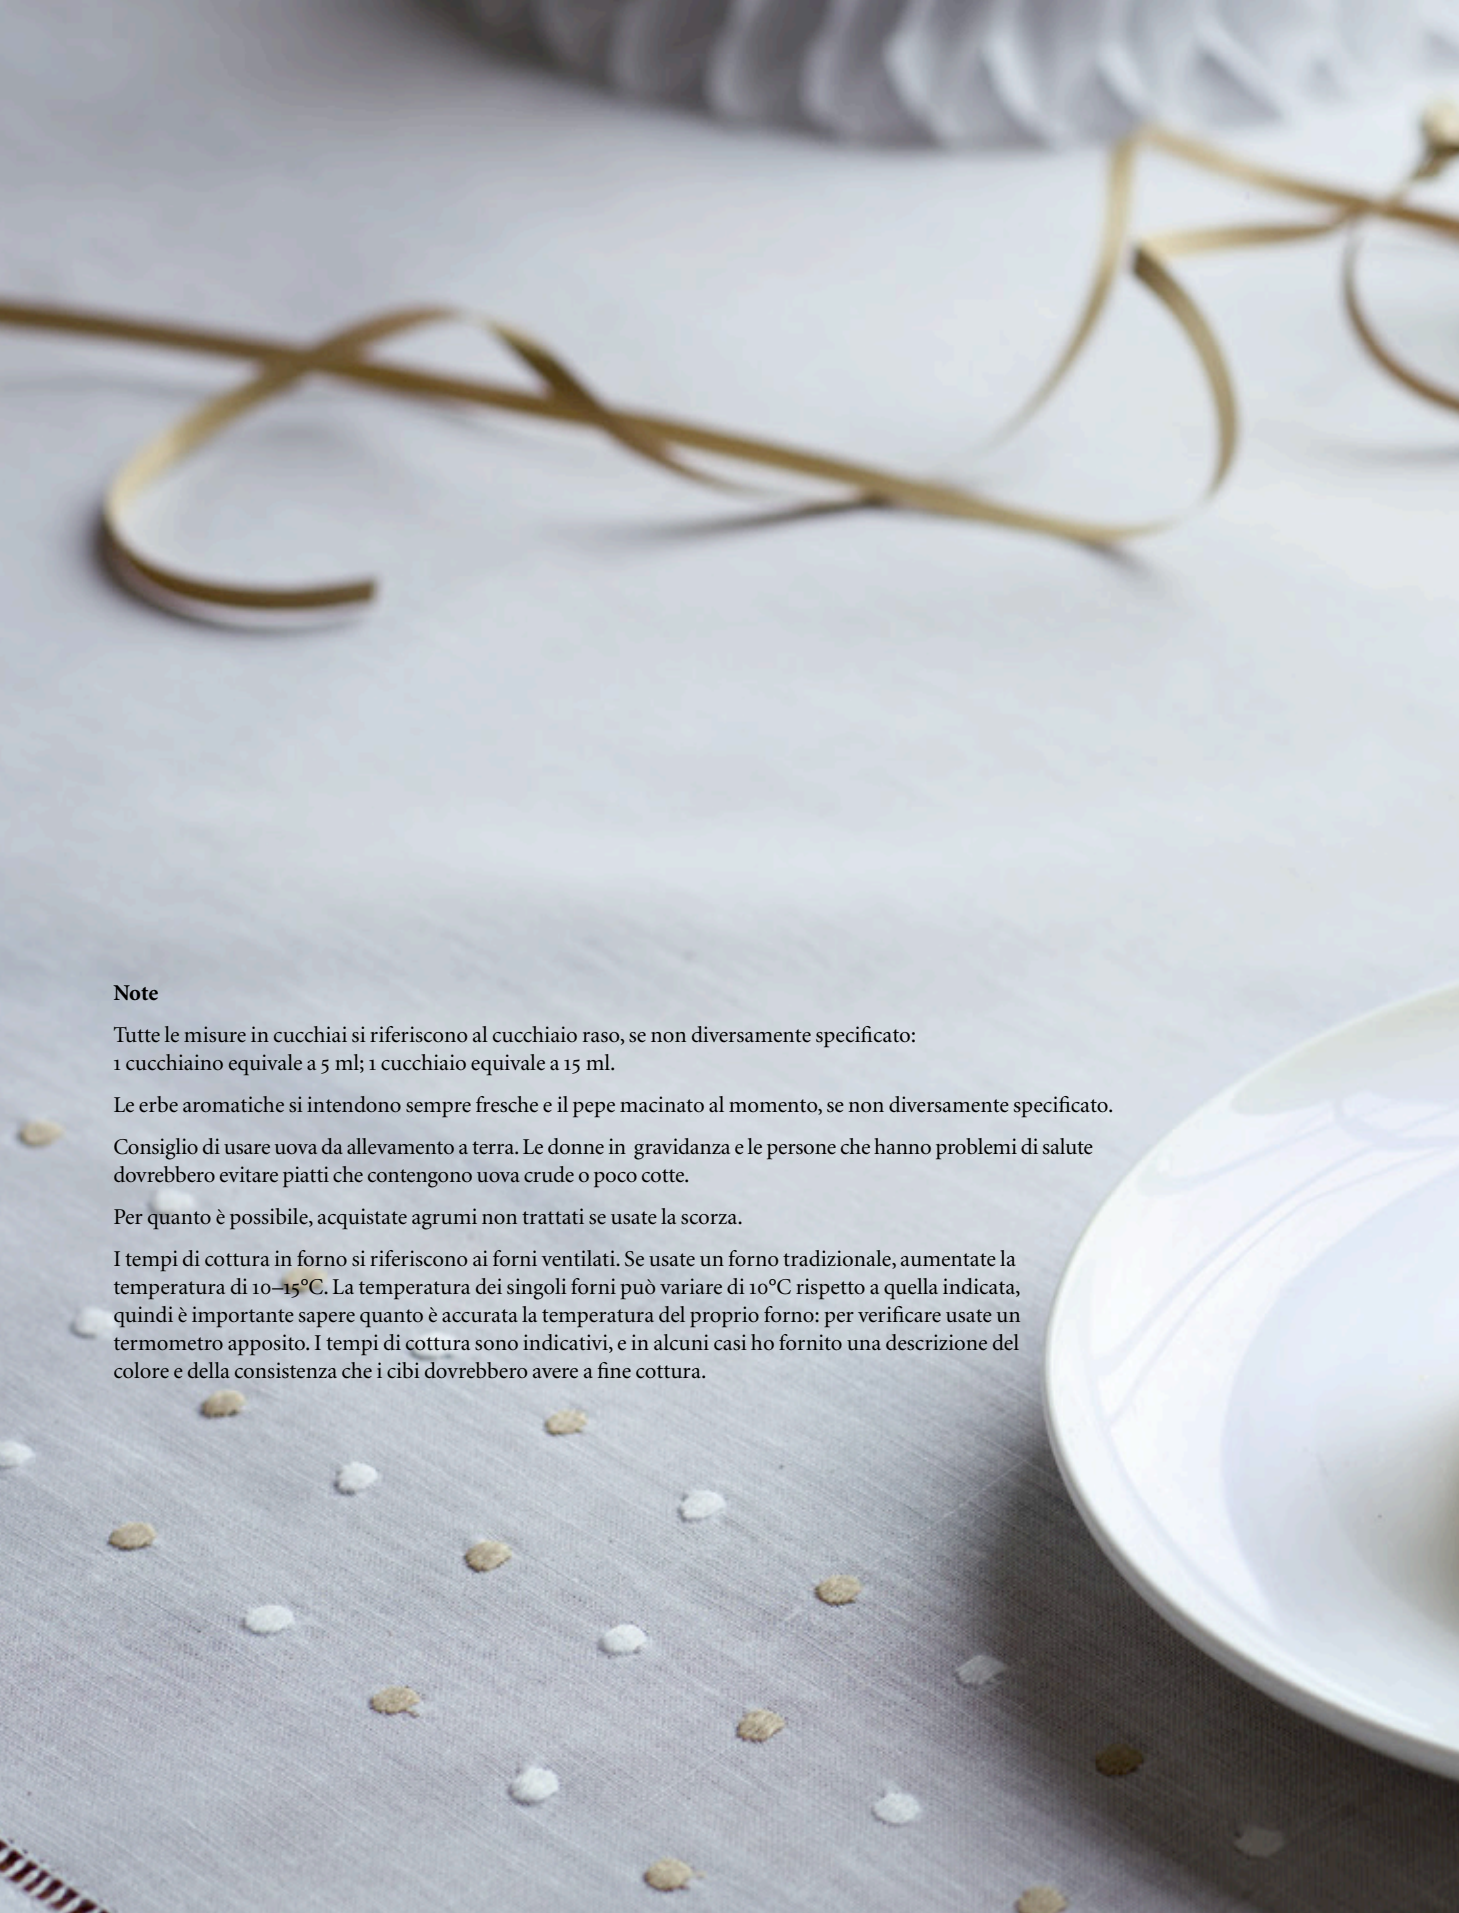 Note
Tutte le misure in cucchiai si riferiscono al cucchiaio raso, se non diversamente specificato:
1 cucchiaino equivale a 5 ml; 1 cucchiaio equivale a 15 ml.
Le erbe aromatiche si intendono sempre fresche e il pepe macinato al momento, se non diversamente specificato.
Consiglio di usare uova da allevamento a terra. Le donne in gravidanza e le persone che hanno problemi di salute
dovrebbero evitare piatti che contengono uova crude o poco cotte.
Per quanto è possibile, acquistate agrumi non trattati se usate la scorza.
I tempi di cottura in forno si riferiscono ai forni ventilati. Se usate un forno tradizionale, aumentate la
temperatura di 10–15°C. La temperatura dei singoli forni può variare di 10°C rispetto a quella indicata,
quindi è importante sapere quanto è accurata la temperatura del proprio forno: per verificare usate un
termometro apposito. I tempi di cottura sono indicativi, e in alcuni casi ho fornito una descrizione del
colore e della consistenza che i cibi dovrebbero avere a fine cottura.